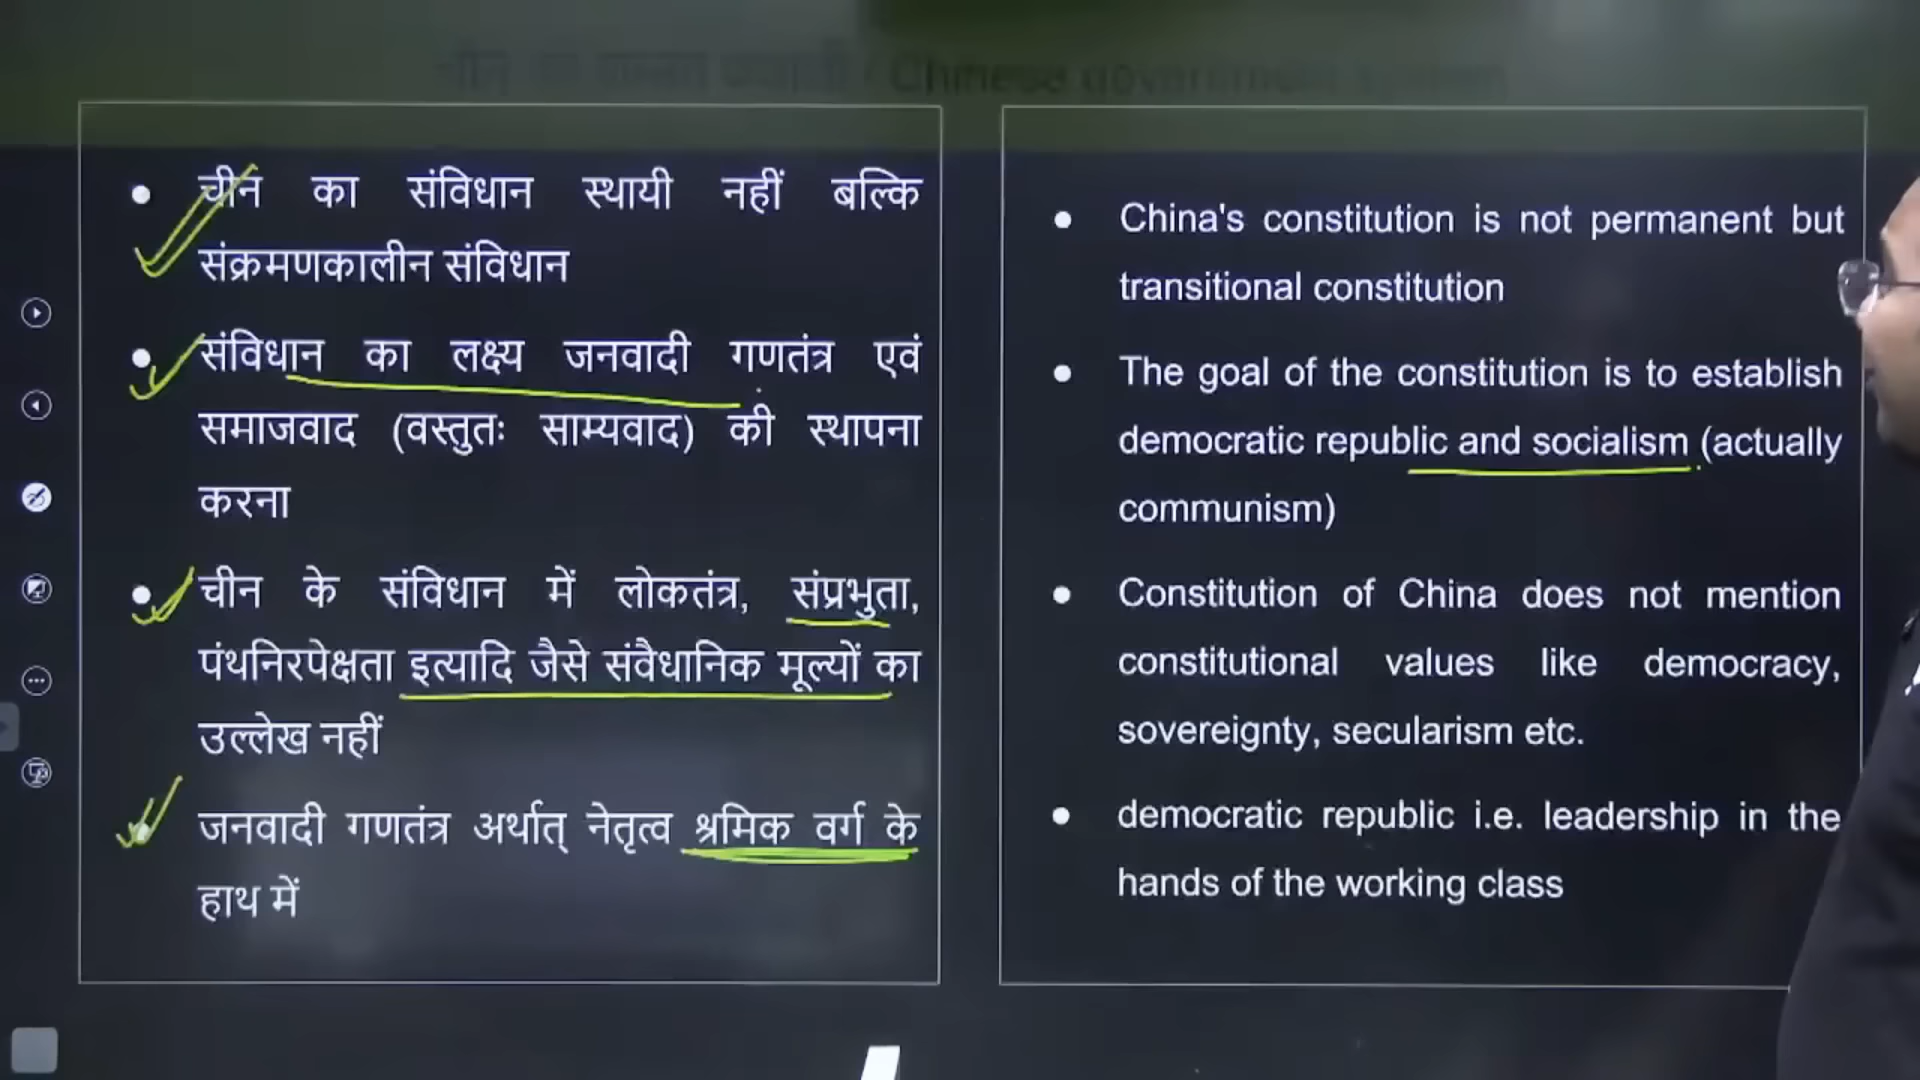 Chinese government
चीन का संविधान स्थायी नहीं बल्कि
संक्रमणकालीन संविधान
संविधान का लक्ष्य जनवादी गणतंत्र एवं
समाजवाद (वस्तुतः साम्यवाद) की स्थापना
करना
चीन के संविधान में लोकतंत्र, संप्रभुता,
पंथनिरपेक्षता इत्यादि जैसे संवैधानिक मूल्यों का
उल्लेख नहीं
जनवादी गणतंत्र अर्थात् नेतृत्व श्रमिक वर्ग के
हाथ में
China's constitution is not permanent but
transitional constitution
The goal of the constitution is to establish
democratic republic and socialism (actually
communism)
Constitution of China does not mention
constitutional values like democracy,
sovereignty, secularism etc.
democratic republic i.e. leadership in the
hands of the working class